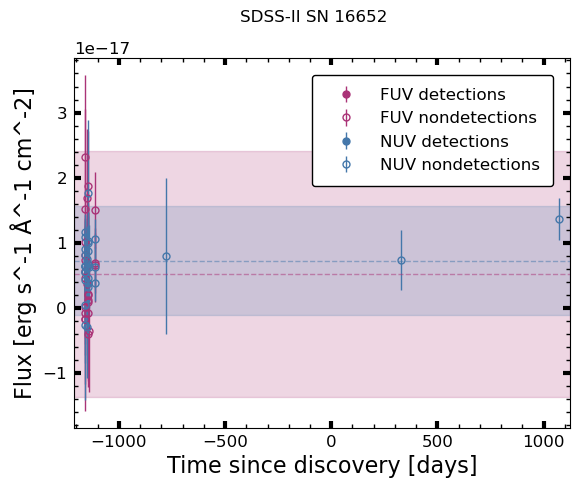 SDSS-II SN 16652
1e−17
FUV detections
FUV nondetections
NUV detections
NUV nondetections
3
2
1
0
−1
Flux [erg s^-1 Å^-1 cm^-2]
−1000 −500 0 500 1000
Time since discovery [days]